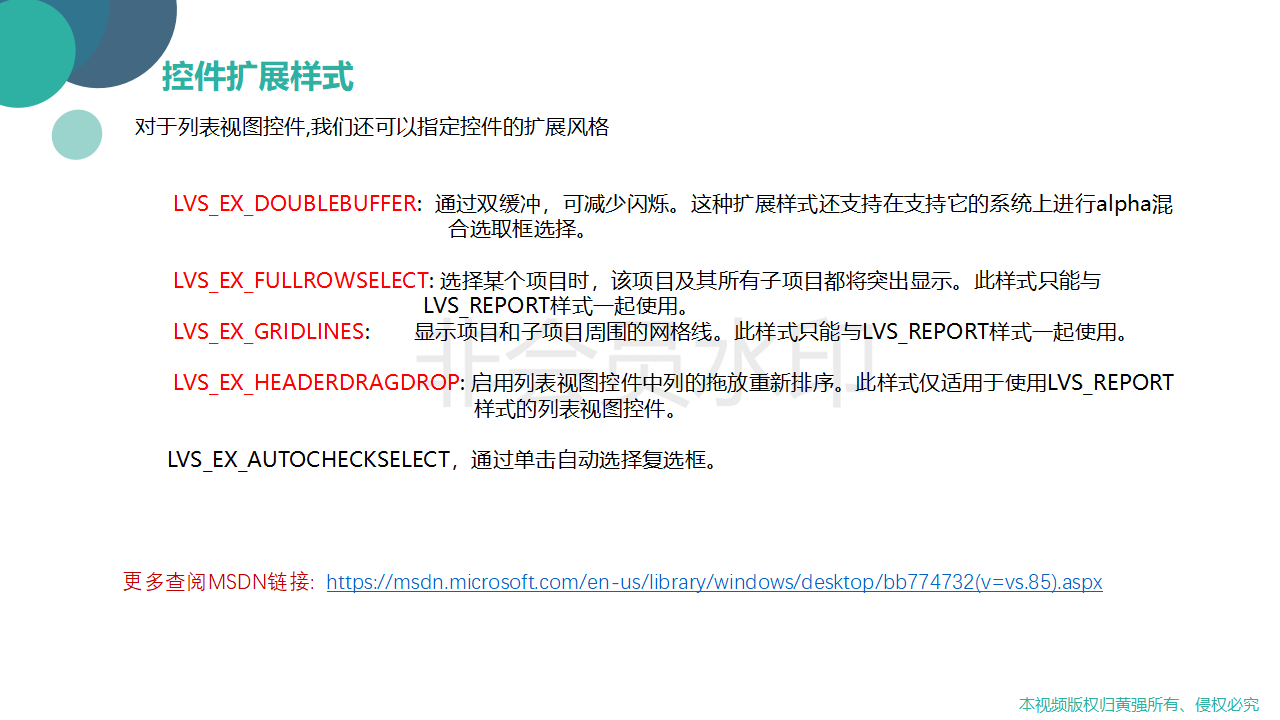 控件扩展样式
对于列表视图控件,我们还可以指定控件的扩展风格
LVS_EX_DOUBLEBUFFER: 通过双缓冲，可减少闪烁。这种扩展样式还支持在支持它的系统上进行alpha混
合选取框选择。
LVS_EX_FULLROWSELECT: 选择某个项目时，该项目及其所有子项目都将突出显示。此样式只能与
LVS_REPORT样式一起使用。
LVS_EX_GRIDLINES: 显示项目和子项目周围的网格线。此样式只能与LVS_REPORT样式一起使用。
非会员水印
LVS_EX_HEADERDRAGDROP: 启用列表视图控件中列的拖放重新排序。此样式仅适用于使用LVS_REPORT
样式的列表视图控件。
LVS_EX_AUTOCHECKSELECT，通过单击自动选择复选框。
更多查阅MSDN链接: https://msdn.microsoft.com/en-us/library/windows/desktop/bb774732(v=vs.85).aspx
本视频版权归黄强所有、侵权必究